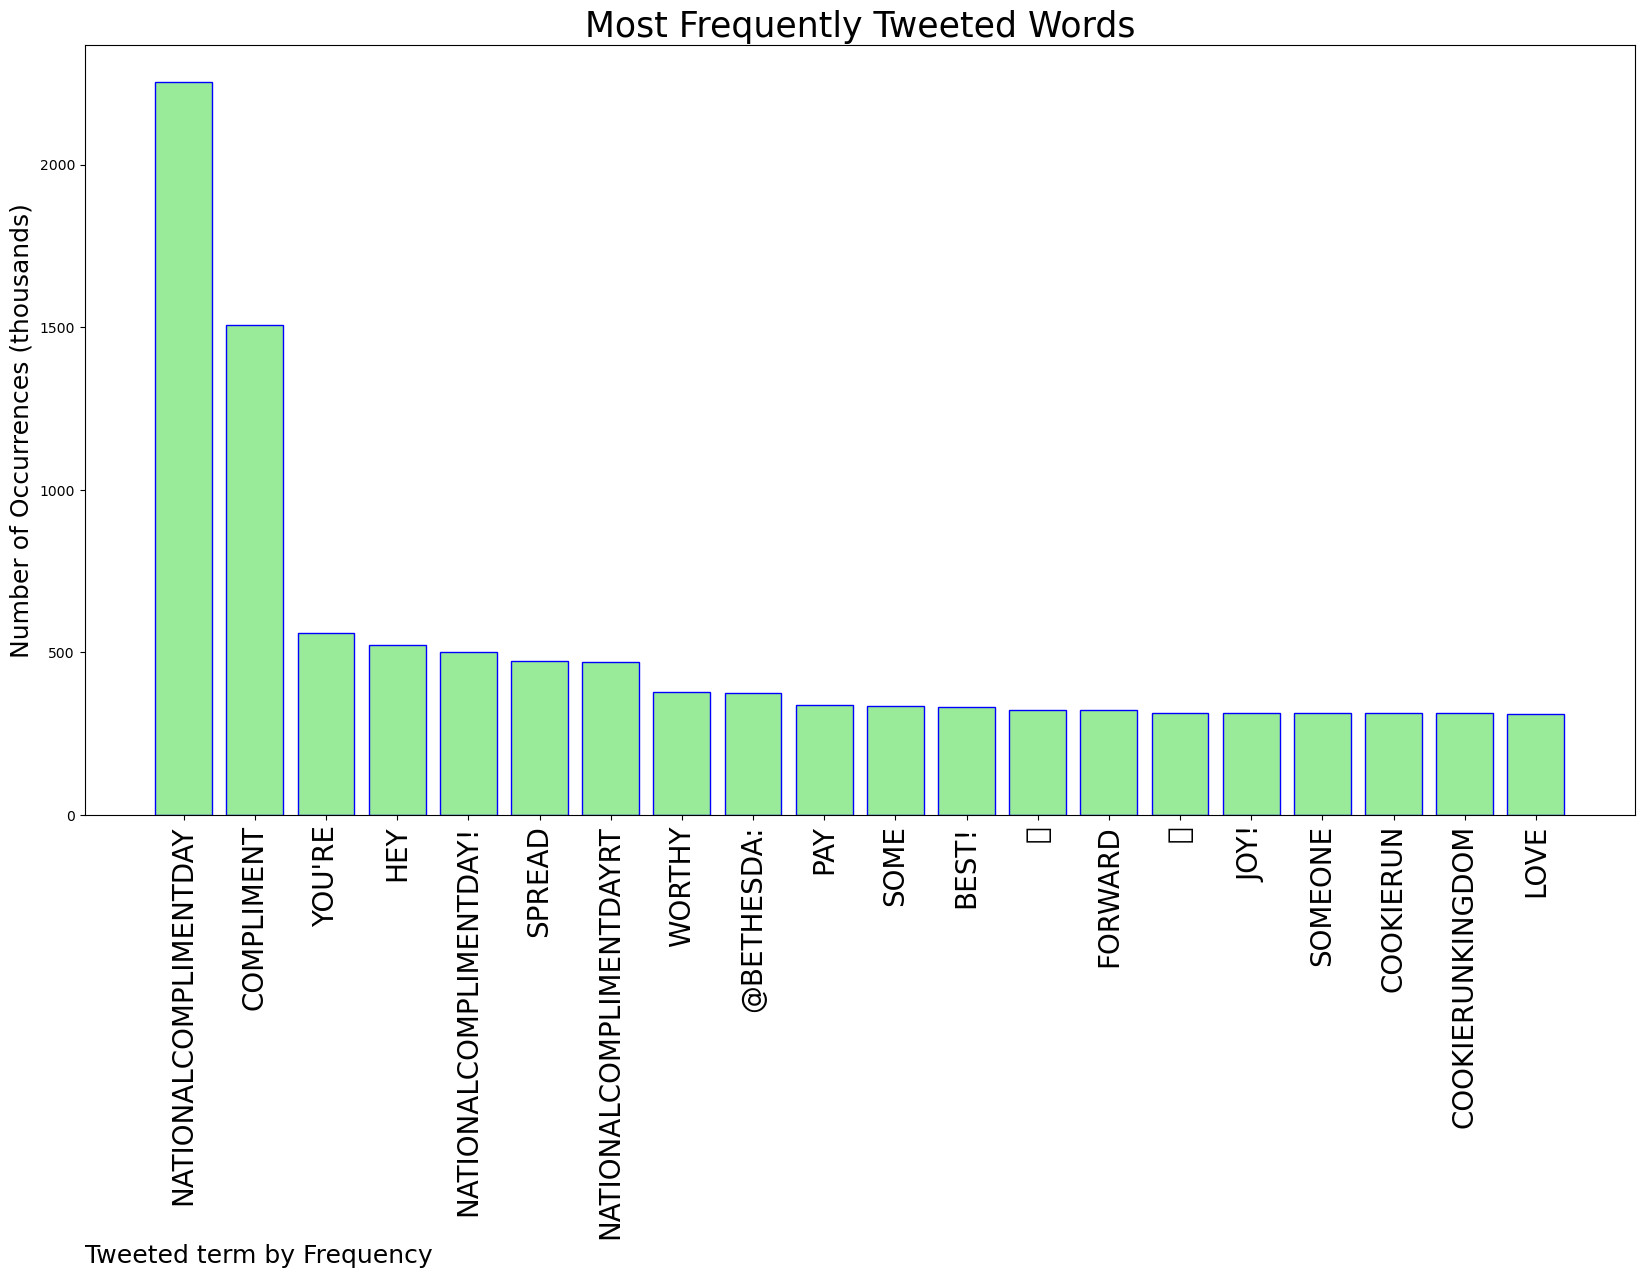 Most Frequently Tweeted Words
Number of Occurrences (thousands)
2000
1500
1000
500
0
NATIONALCOMPLIMENTDAY
COMPLIMENT
YOU'RE
HEY
NATIONALCOMPLIMENTDAY!
SPREAD
NATIONALCOMPLIMENTDAYRT
WORTHY
@BETHESDA:
PAY
SOME
BEST!
FORWARD
JOY!
SOMEONE
COOKIERUN
COOKIERUNKINGDOM
LOVE
Tweeted term by Frequency